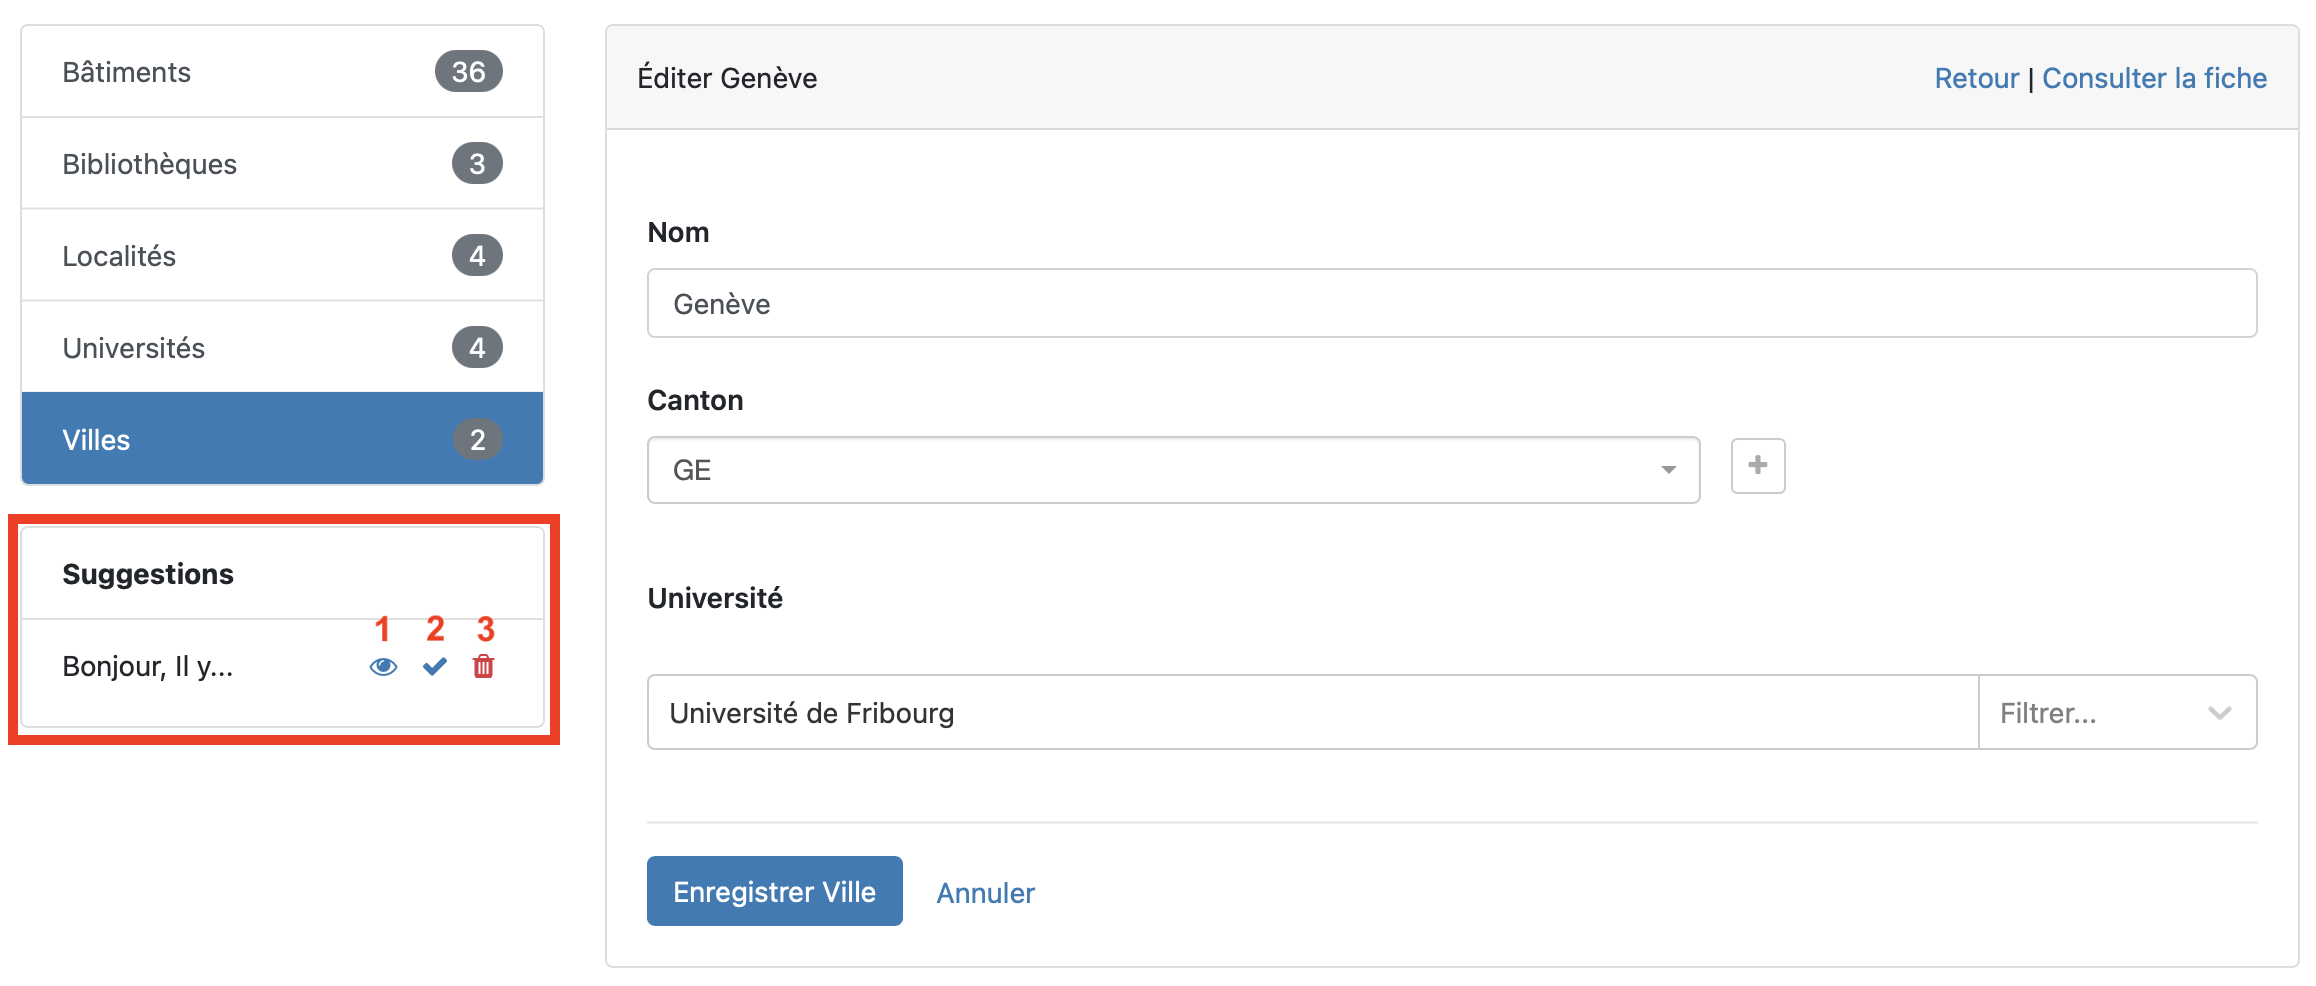 Bâtiments 36
Bibliothèques 3
Localités 4
Universités 4
Villes 2
Suggestions
1 2 3
Bonjour, Il y...
Éditer Genève
Retour | Consulter la fiche
Nom
Genève
Canton
GE
Université
Université de Fribourg
Filtrer...
Enregistrer Ville
Annuler